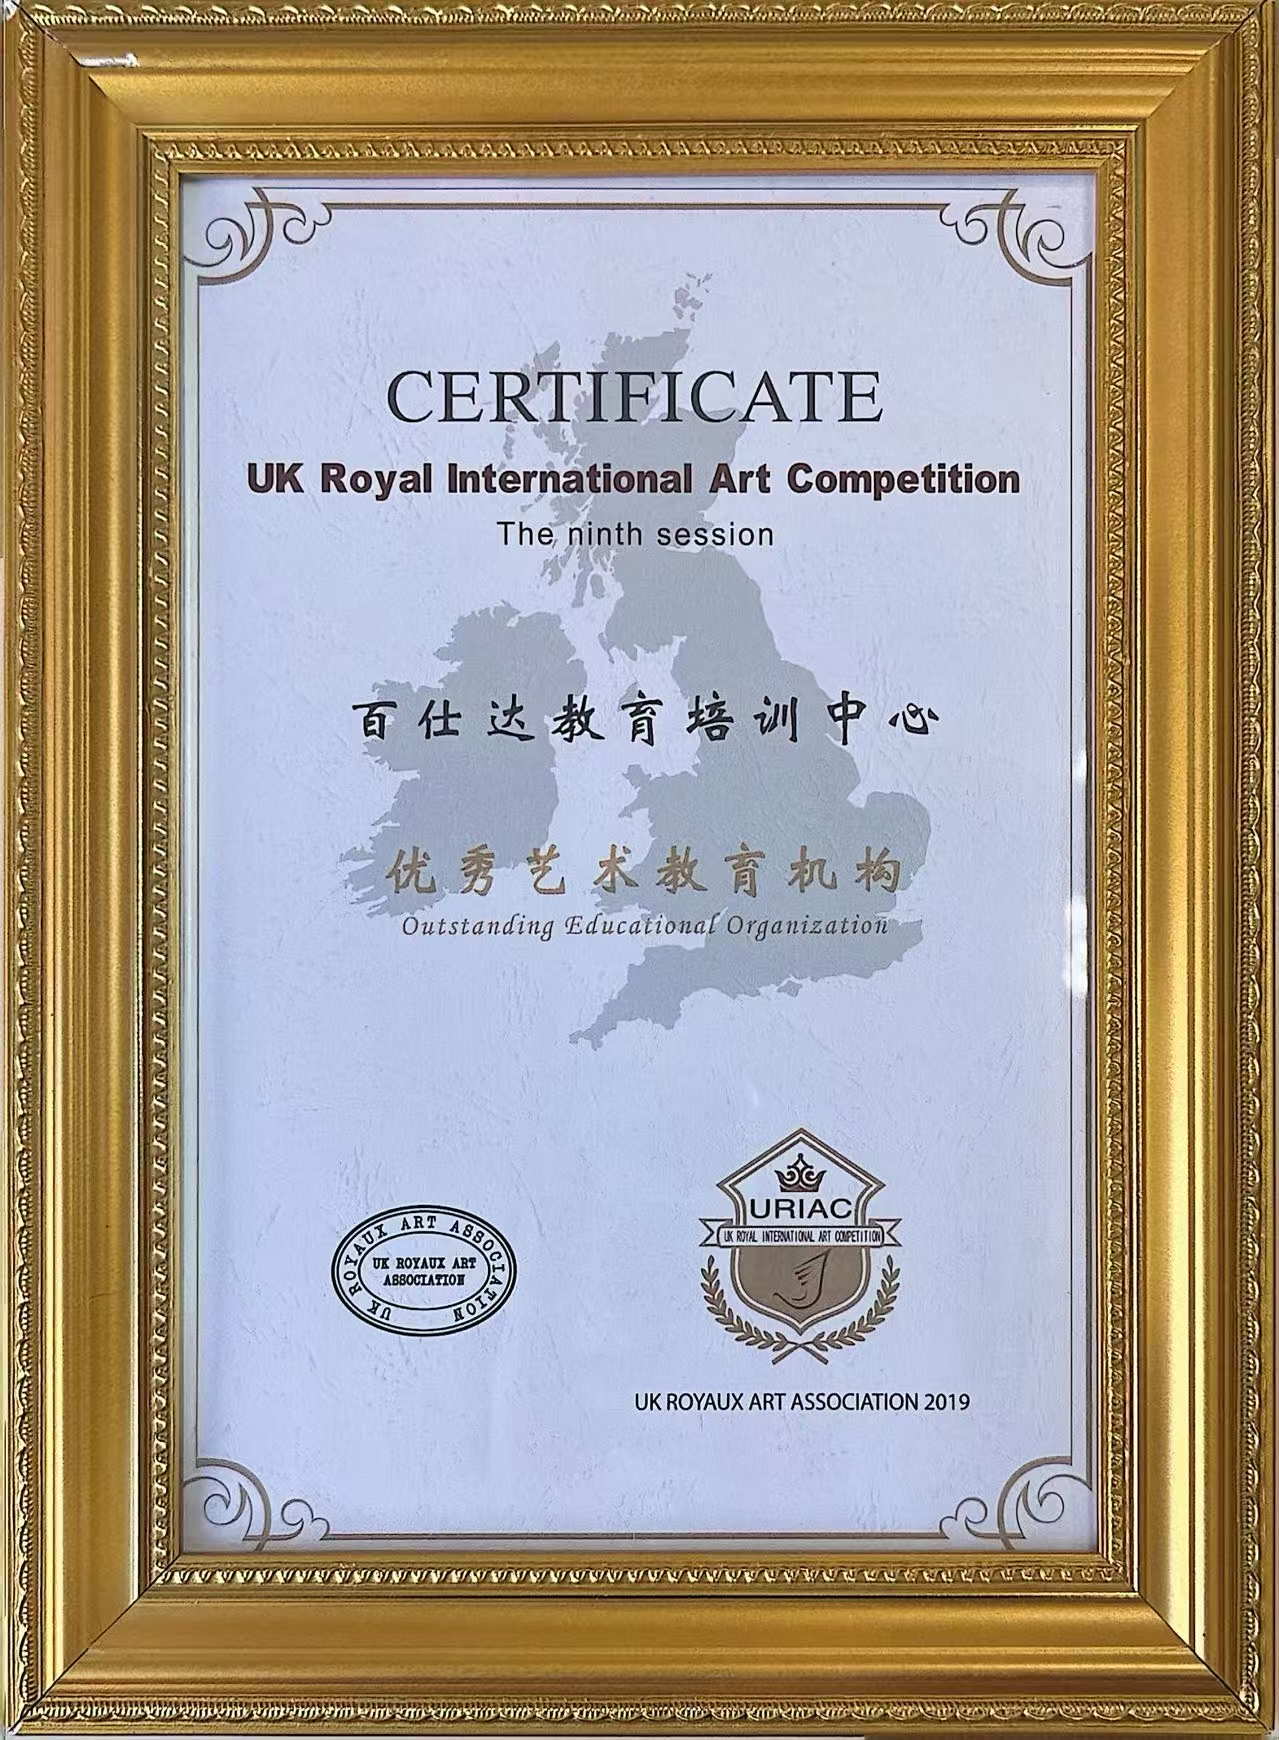 CERTIFICATE
UK Royal International Art Competition
The ninth session
百仕达教育培训中心
优秀艺术教育机构
Outstanding Educational Organization
UK ROYAUX ART ASSOCIATION
UK ROYAUX ART
ASSOCIATION
URIAC
UK ROYAL INTERNATIONAL ART COMPETITION
UK ROYAUX ART ASSOCIATION 2019